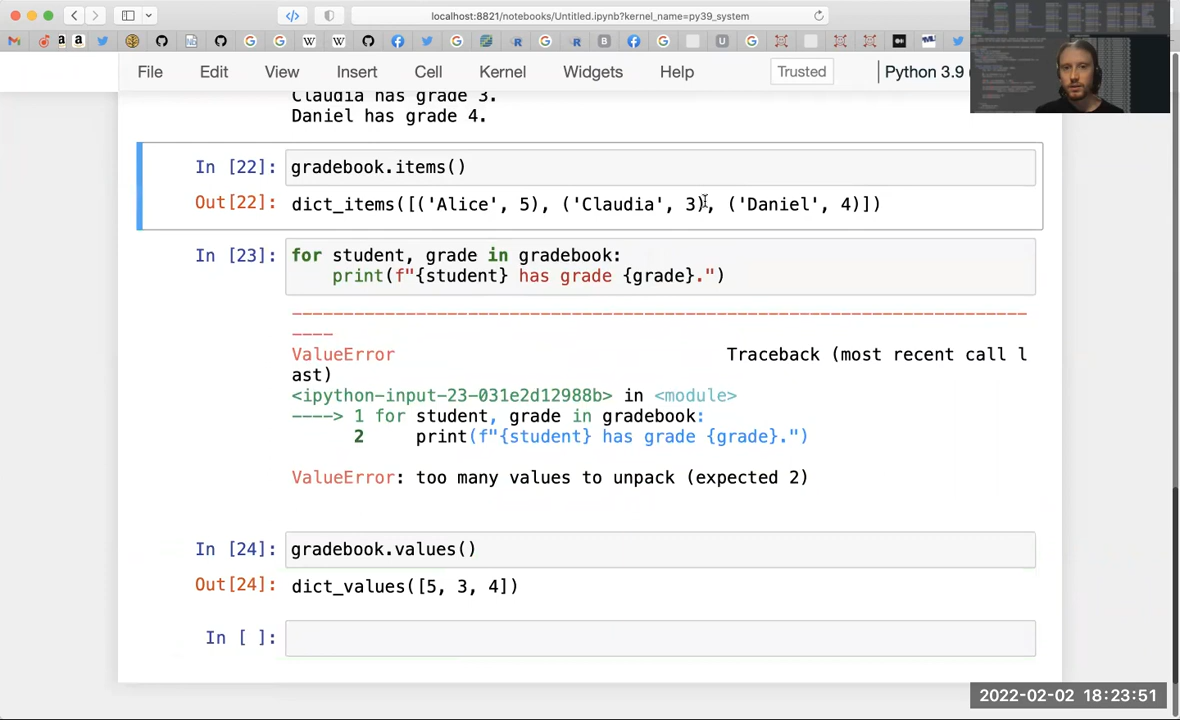 localhost:8821/notebooks/Untitled.ipynb?kernel_name=py39_system
File Edit View Insert Cell Kernel Widgets Help Trusted Python 3.9
Claudia has grade 3.
Daniel has grade 4.
In [22]: gradebook.items()
Out[22]: dict_items([('Alice', 5), ('Claudia', 3), ('Daniel', 4)])
In [23]: for student, grade in gradebook:
print(f"{student} has grade {grade}.")
---------------------------------------------------------------------------
ValueError Traceback (most recent call l
ast)
<ipython-input-23-031e2d12988b> in <module>
----> 1 for student, grade in gradebook:
2 print(f"{student} has grade {grade}.")
ValueError: too many values to unpack (expected 2)
In [24]: gradebook.values()
Out[24]: dict_values([5, 3, 4])
In [ ]:
2022-02-02 18:23:51